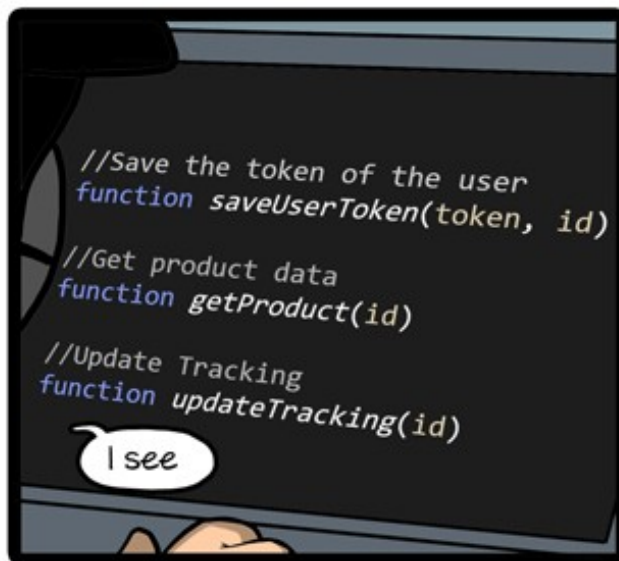 //Save the token of the user
function saveUserToken(token, id)
//Get product data
function getProduct(id)
//Update Tracking
function updateTracking(id)
I see